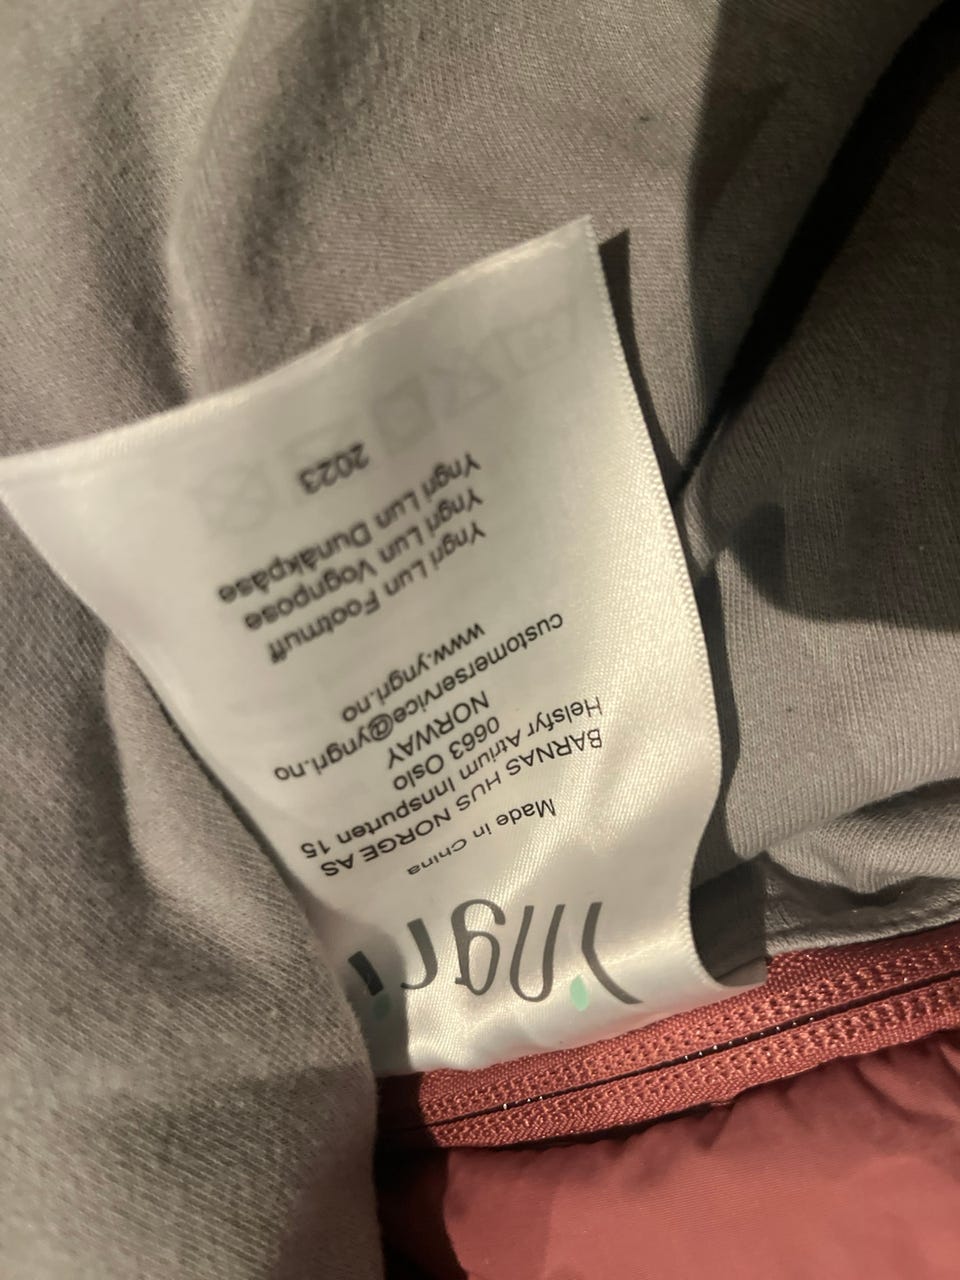 yngri
Made in China
BARNAS HUS NORGE AS
Helsfyr Atrium Innspurten 15
0663 Oslo
NORWAY
customerservice@yngri.no
www.yngri.no
Yngri Lun Footmuff
Yngri Lun Vognpose
Yngri Lun Dunåkpåse
2023